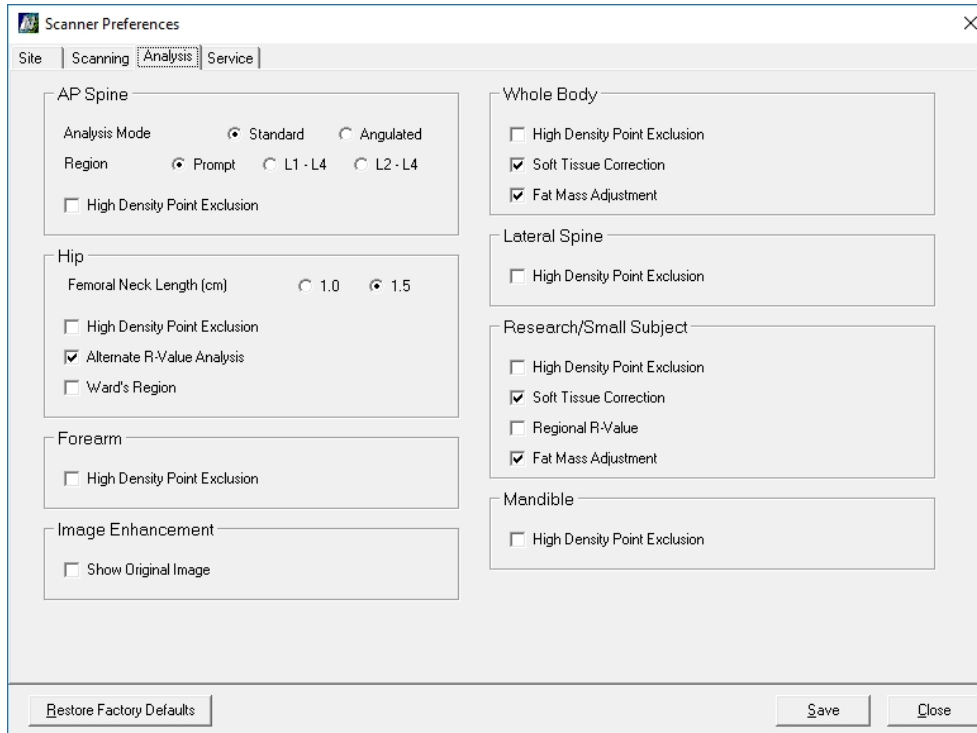 Scanner Preferences
Site Scanning Analysis Service
AP Spine
Analysis Mode Standard Angulated
Region Prompt L1 - L4 L2 - L4
High Density Point Exclusion
Hip
Femoral Neck Length (cm) 1.0 1.5
High Density Point Exclusion
Alternate R-Value Analysis
Ward's Region
Forearm
High Density Point Exclusion
Image Enhancement
Show Original Image
Whole Body
High Density Point Exclusion
Soft Tissue Correction
Fat Mass Adjustment
Lateral Spine
High Density Point Exclusion
Research/Small Subject
High Density Point Exclusion
Soft Tissue Correction
Regional R-Value
Fat Mass Adjustment
Mandible
High Density Point Exclusion
Restore Factory Defaults Save Close